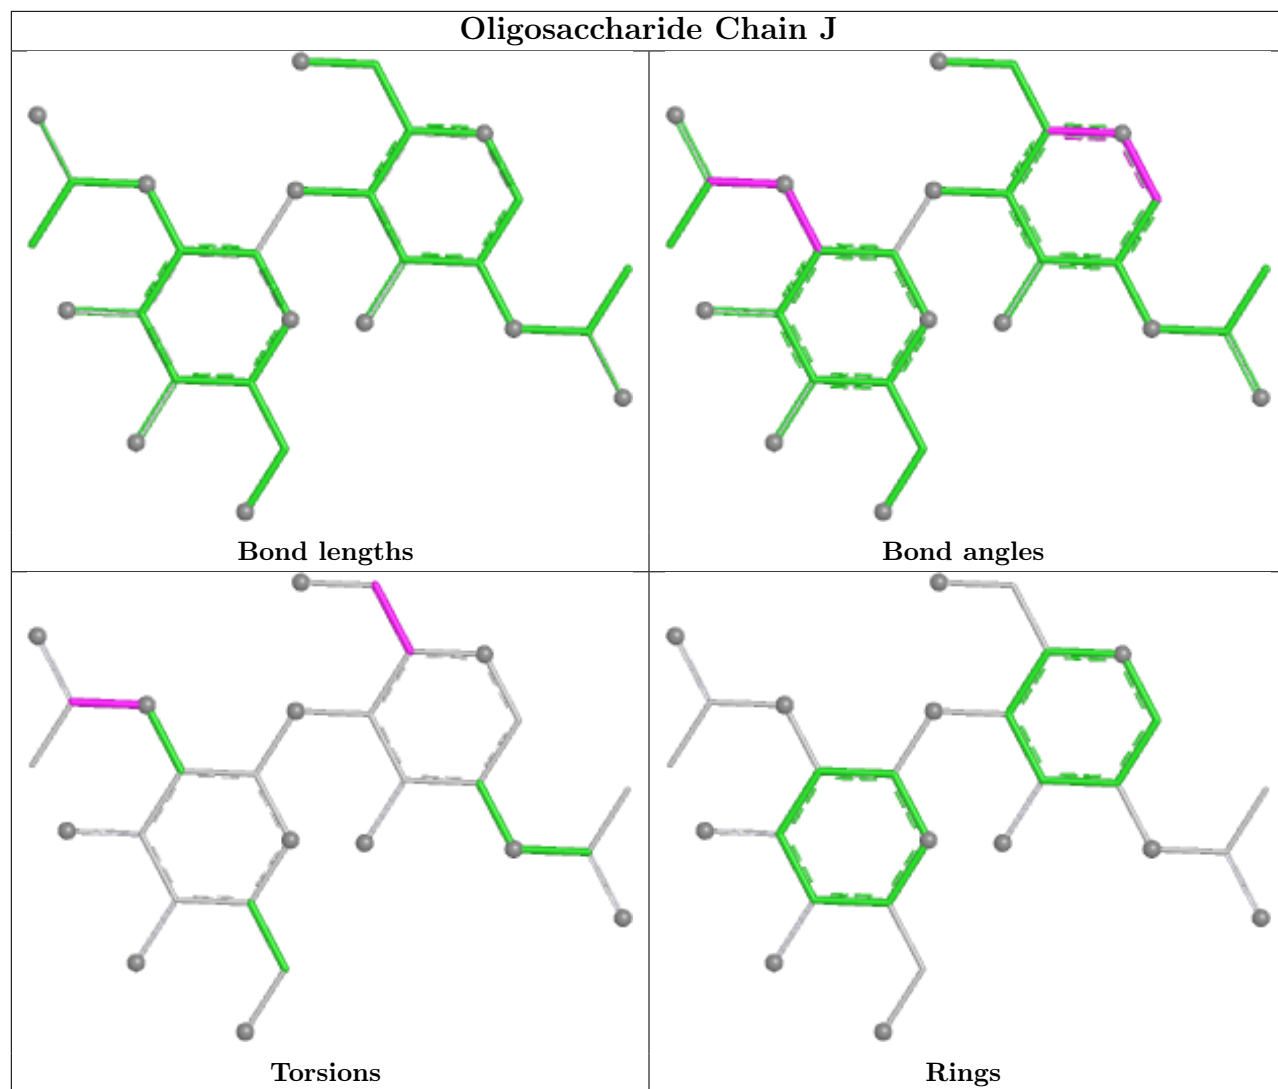 Oligosaccharide Chain J
Bond lengths
Bond angles
Torsions
Rings